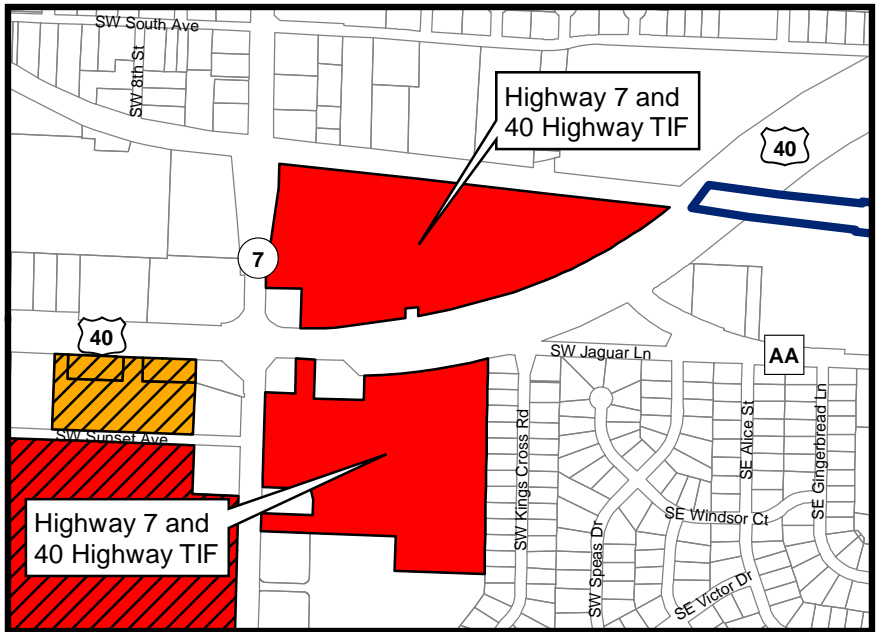 SW South Ave
SW 8th St
Highway 7 and
40 Highway TIF
40
7
40
SW Jaguar Ln
AA
SW Sunset Ave
SW Kings Cross Rd
SE Alice St
SE Gingerbread Ln
Highway 7 and
40 Highway TIF
SE Windsor Ct
SW Speas Dr
SE Victor Dr